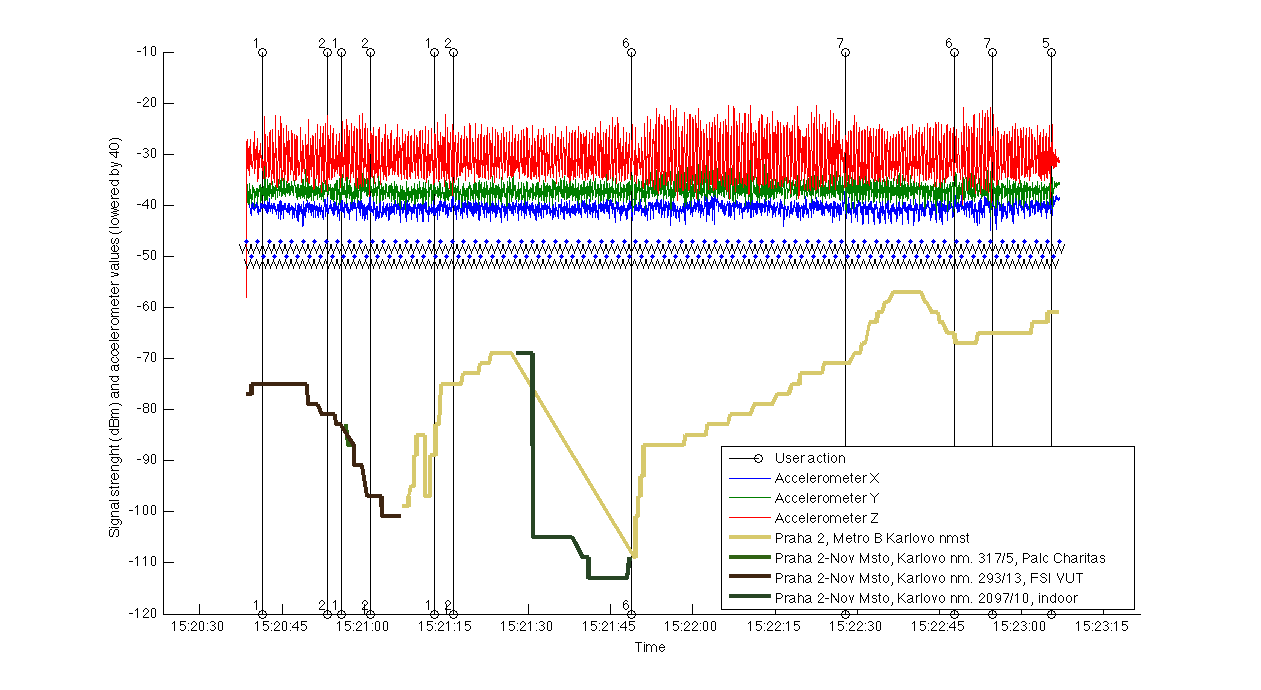 1 2 1 2 1 2 6 7 6 7 5
-10
-20
-30
-40
-50
-60
-70
-80
-90
-100
-110
-120
Signal strenght (dBm) and accelerometer values (lowered by 40)
User action
Accelerometer X
Accelerometer Y
Accelerometer Z
Praha 2, Metro B Karlovo nmst
Praha 2-Nov Msto, Karlovo nm. 317/5, Palc Charitas
Praha 2-Nov Msto, Karlovo nm. 293/13, FSI VUT
Praha 2-Nov Msto, Karlovo nm. 2097/10, indoor
1 2 1 2 1 2 6
15:20:30 15:20:45 15:21:00 15:21:15 15:21:30 15:21:45 15:22:00 15:22:15 15:22:30 15:22:45 15:23:00 15:23:15
Time